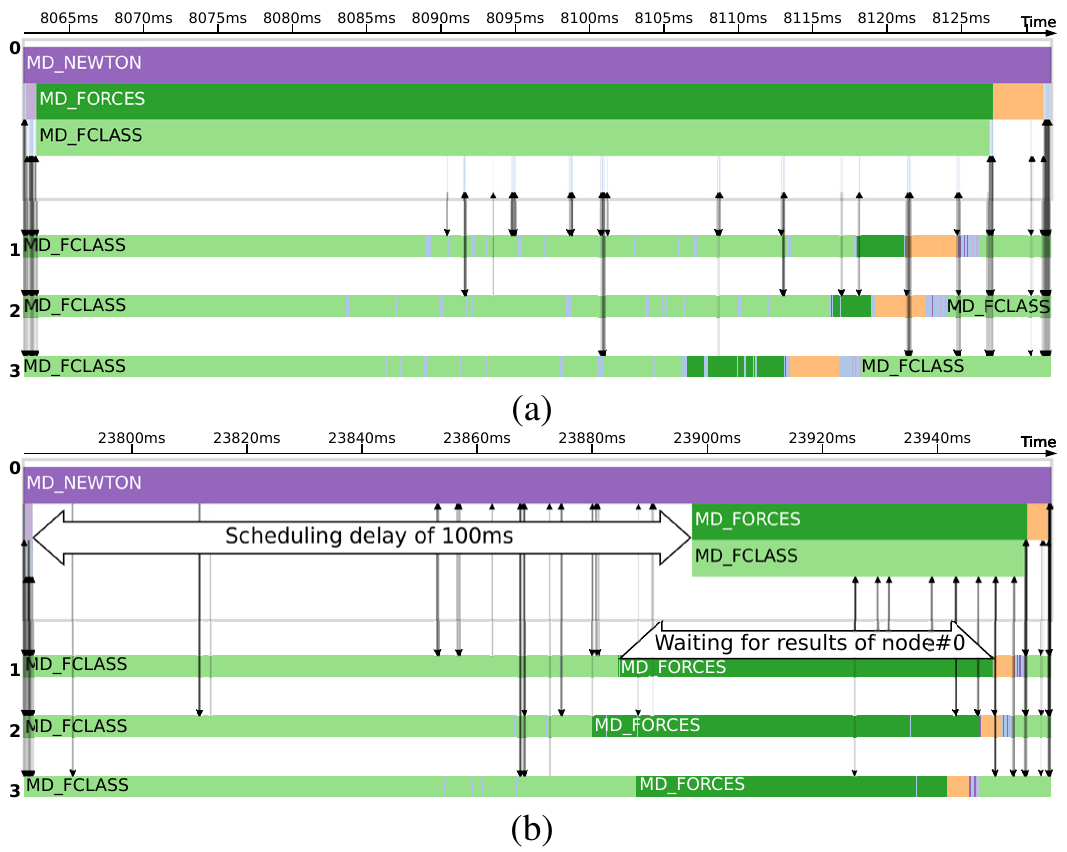 8065ms 8070ms 8075ms 8080ms 8085ms 8090ms 8095ms 8100ms 8105ms 8110ms 8115ms 8120ms 8125ms Time
0
MD_NEWTON
MD_FORCES
MD_FCLASS
1 MD_FCLASS
2 MD_FCLASS MD_FCLASS
3 MD_FCLASS MD_FCLASS
(a)
23800ms 23820ms 23840ms 23860ms 23880ms 23900ms 23920ms 23940ms Time
0
MD_NEWTON
Scheduling delay of 100ms MD_FORCES
MD_FCLASS
Waiting for results of node#0
1 MD_FCLASS MD_FORCES
2 MD_FCLASS MD_FORCES
3 MD_FCLASS MD_FORCES
(b)